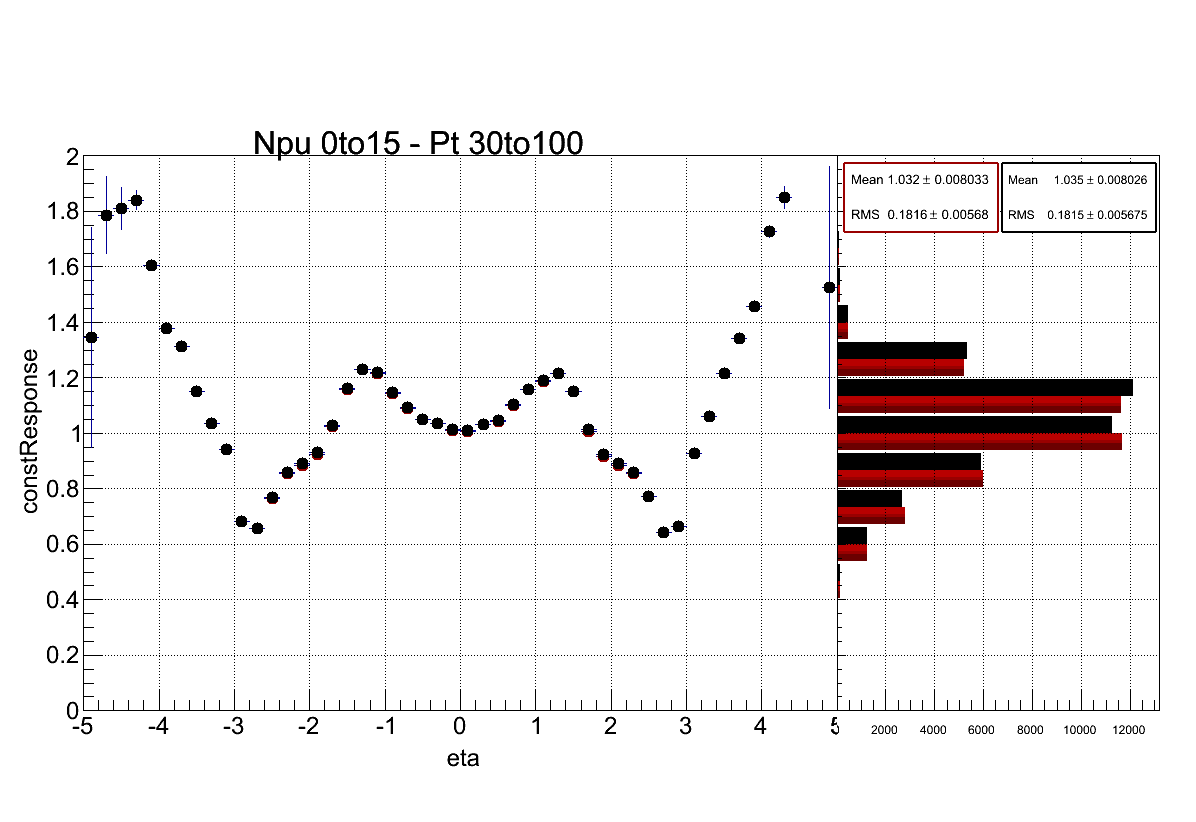 Npu 0to15 - Pt 30to100
2
1.8
1.6
1.4
1.2
1
0.8
0.6
0.4
0.2
0
constResponse
-5 -4 -3 -2 -1 0 1 2 3 4 5
eta
Mean 1.032 ± 0.008033
RMS 0.1816 ± 0.00568
Mean 1.035 ± 0.008026
RMS 0.1815 ± 0.005675
2000 4000 6000 8000 10000 12000